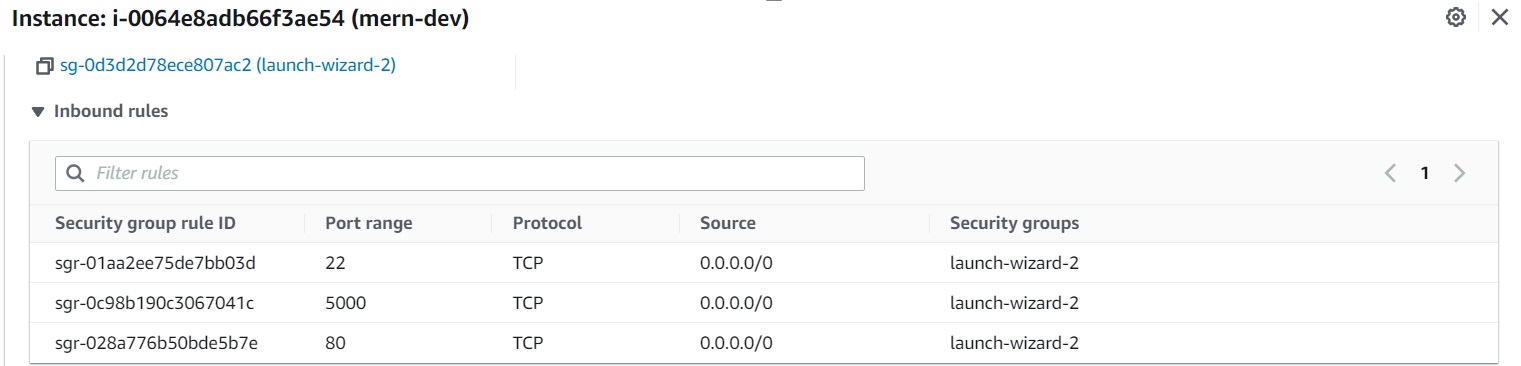 Instance: i-0064e8adb66f3ae54 (mern-dev)
sg-0d3d2d78ece807ac2 (launch-wizard-2)
Inbound rules
Filter rules
1
Security group rule ID Port range Protocol Source Security groups
sgr-01aa2ee75de7bb03d 22 TCP 0.0.0.0/0 launch-wizard-2
sgr-0c98b190c3067041c 5000 TCP 0.0.0.0/0 launch-wizard-2
sgr-028a776b50bde5b7e 80 TCP 0.0.0.0/0 launch-wizard-2